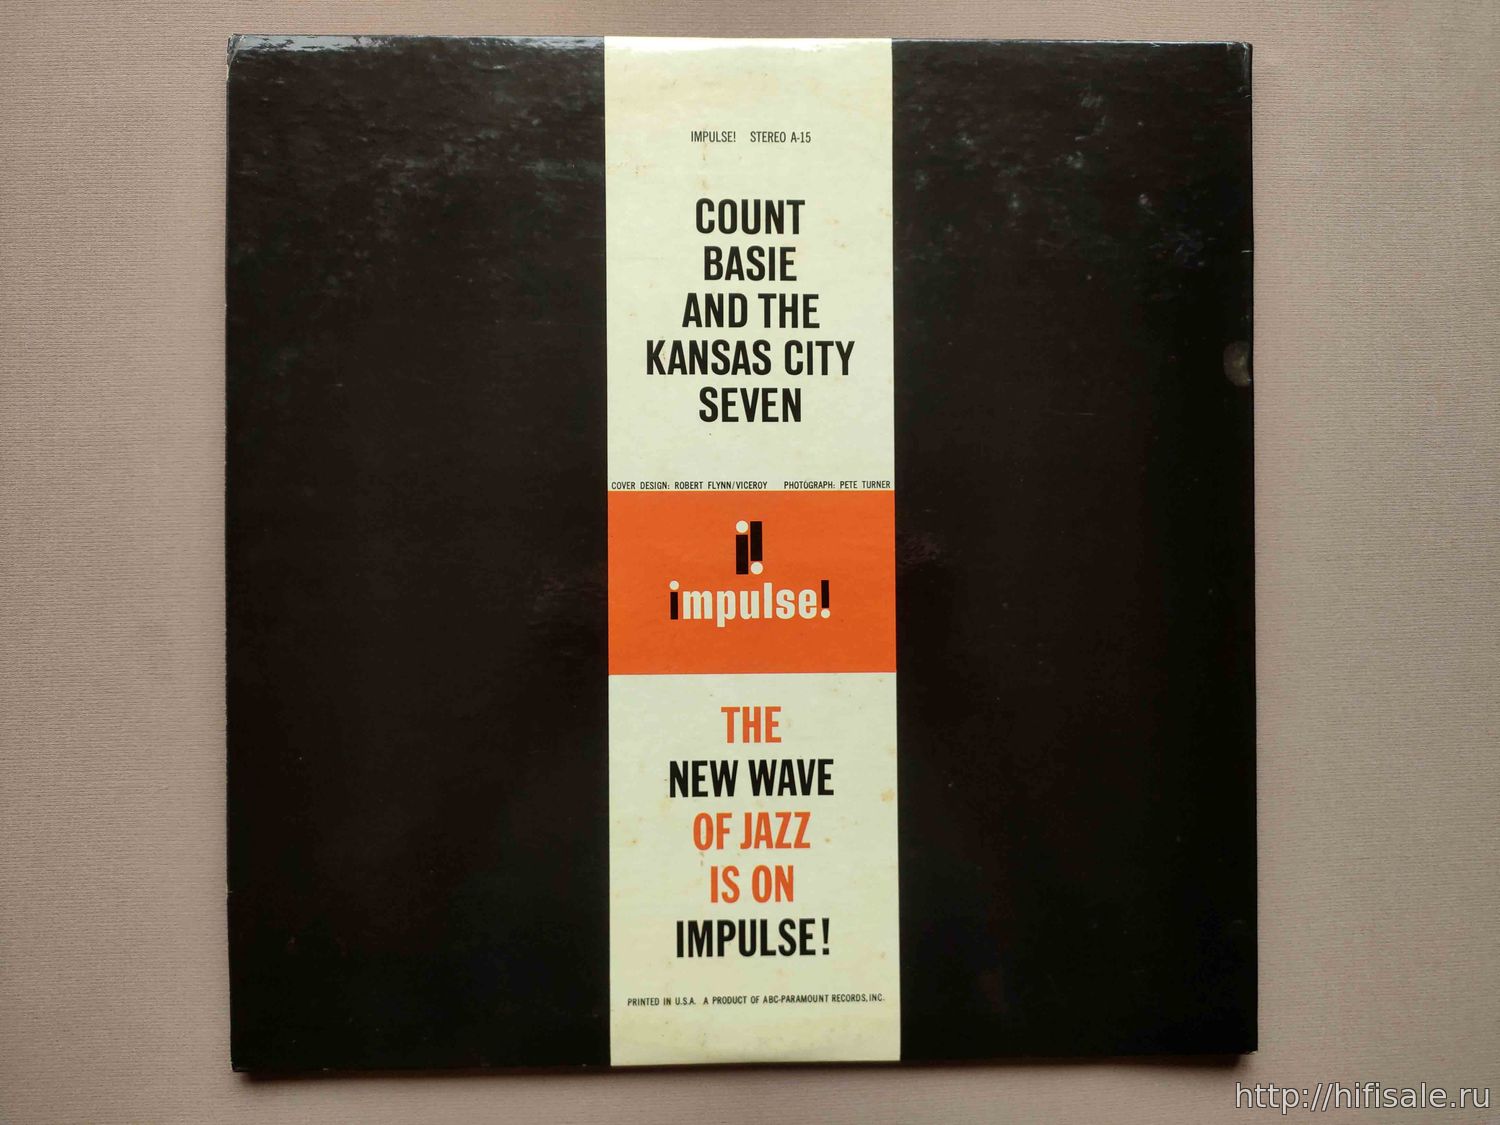 IMPULSE! STEREO A-15
COUNT
BASIE
AND THE
KANSAS CITY
SEVEN
COVER DESIGN: ROBERT FLYNN/VICEROY PHOTOGRAPH: PETE TURNER
i!
impulse!
THE
NEW WAVE
OF JAZZ
IS ON
IMPULSE!
PRINTED IN U.S.A. A PRODUCT OF ABC-PARAMOUNT RECORDS, INC.
http://hifisale.ru